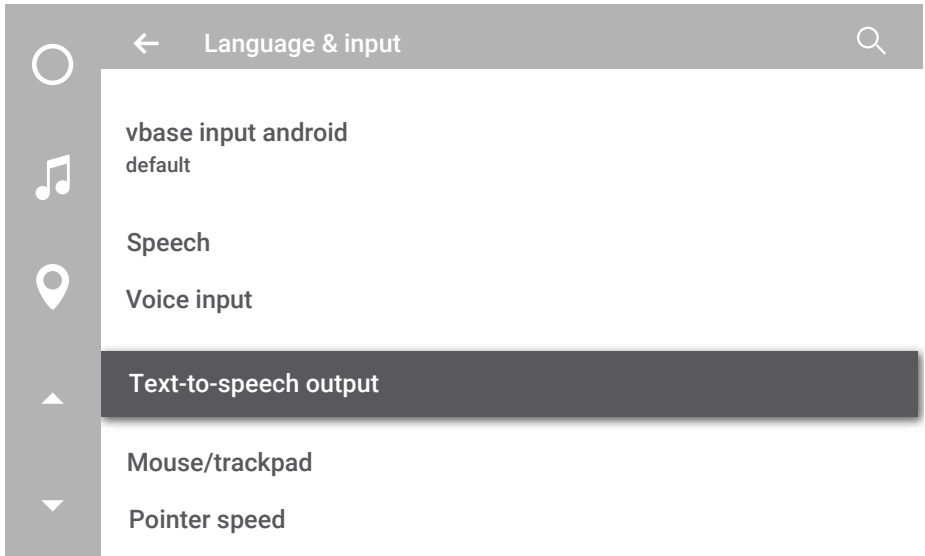 Language & input
vbase input android
default
Speech
Voice input
Text-to-speech output
Mouse/trackpad
Pointer speed